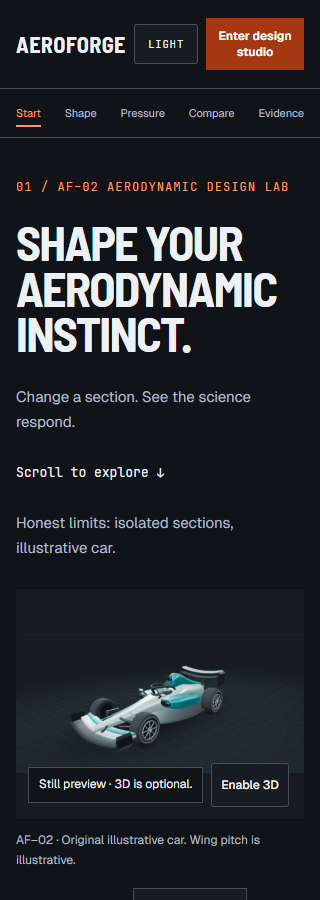 AEROFORGE
LIGHT
Enter design
studio
Start Shape Pressure Compare Evidence
01 / AF–02 AERODYNAMIC DESIGN LAB
SHAPE YOUR
AERODYNAMIC
INSTINCT.
Change a section. See the science
respond.
Scroll to explore ↓
Honest limits: isolated sections,
illustrative car.
Still preview · 3D is optional.
Enable 3D
AF–02 · Original illustrative car. Wing pitch is
illustrative.